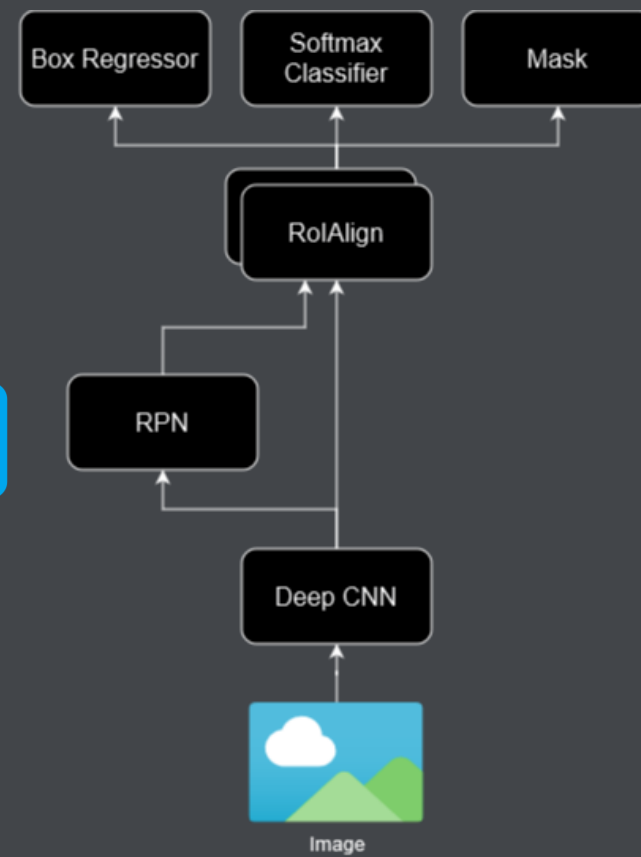 Box Regressor
Softmax
Classifier
Mask
RoIAlign
RPN
Deep CNN
Image